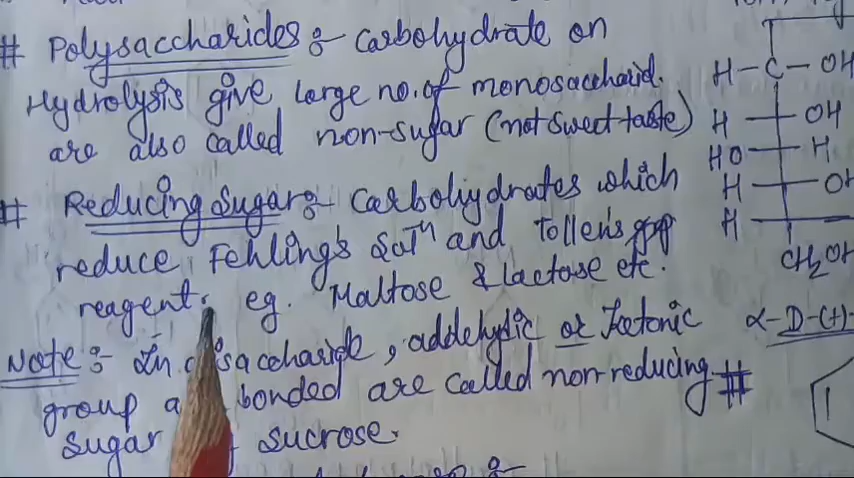 # Polysaccharides :- Carbohydrate on
Hydrolysis give large no. of monosaccharid.
are also called non-sugar (not sweet taste)
# Reducing Sugar :- Carbohydrates which
reduce Fehling's Solⁿ and Tollen's
reagent. eg. Maltose & lactose etc.
Note :- In saccharide, addehydic or ketonic
group bonded are called non-reducing #
Sugar sucrose.
H-C-OH
H OH
HO H
H OH
H
CH₂OH
α-D-(+)-